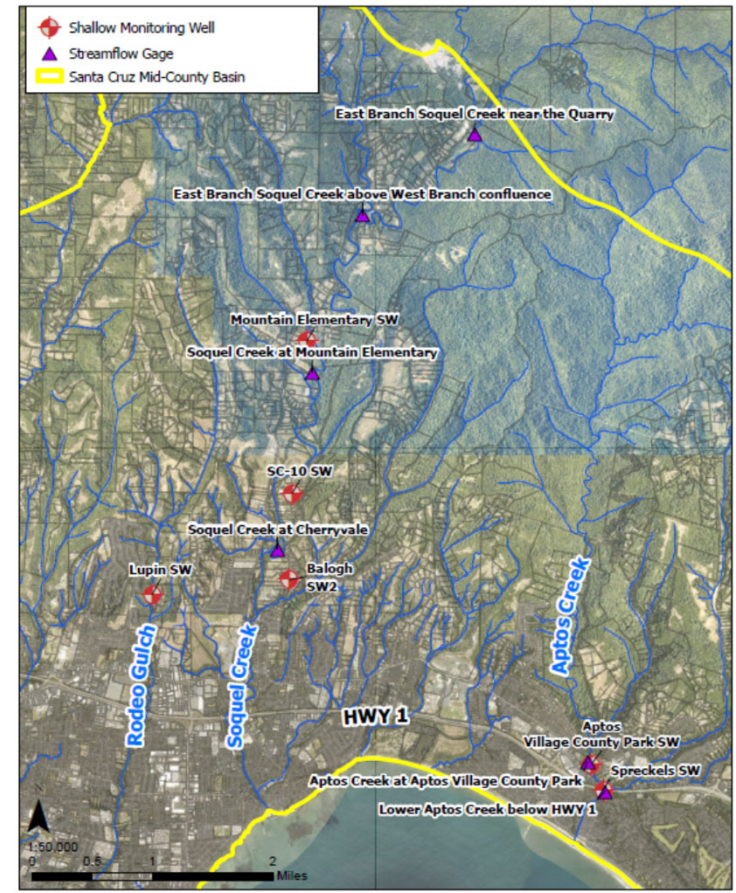 Shallow Monitoring Well
Streamflow Gage
Santa Cruz Mid-County Basin
East Branch Soquel Creek near the Quarry
East Branch Soquel Creek above West Branch confluence
Mountain Elementary SW
Soquel Creek at Mountain Elementary
SC-10 SW
Soquel Creek at Cherryvale
Lupin SW
Balogh
SW2
Rodeo Gulch
Soquel Creek
Aptos Creek
HWY 1
Aptos
Village County Park SW
Spreckels SW
Aptos Creek at Aptos Village County Park
Lower Aptos Creek below HWY 1
N
1:50,000
0 0.5 1 2
Miles